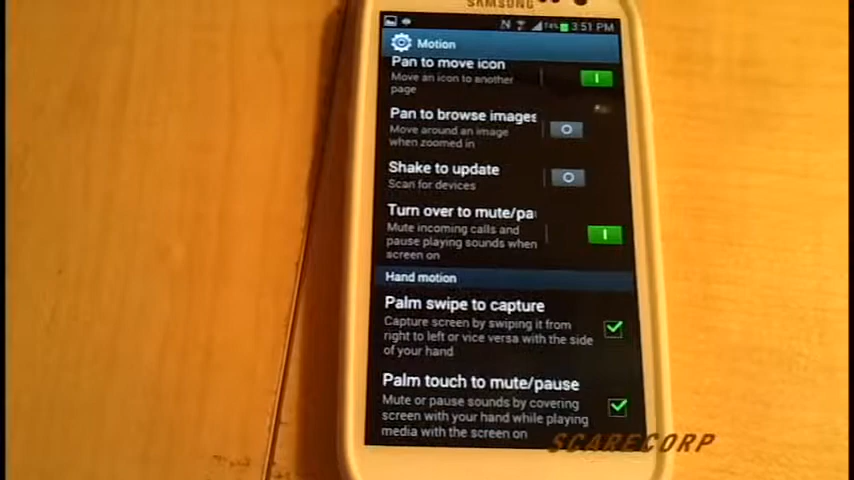 SAMSUNG
74% 3:51 PM
Motion
Pan to move icon
Move an icon to another
page
Pan to browse images
Move around an image
when zoomed in
Shake to update
Scan for devices
Turn over to mute/pa
Mute incoming calls and
pause playing sounds when
screen on
Hand motion
Palm swipe to capture
Capture screen by swiping it from
right to left or vice versa with the side
of your hand
Palm touch to mute/pause
Mute or pause sounds by covering
screen with your hand while playing
media with the screen on
SCARECORP